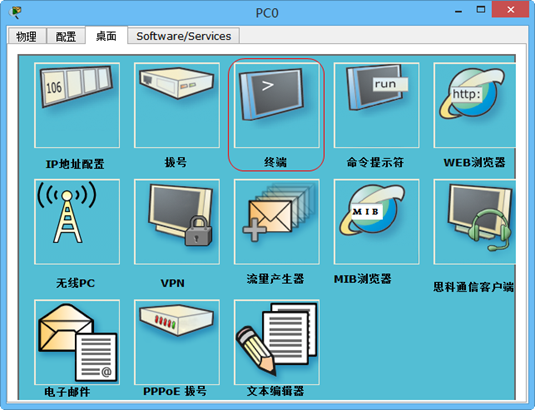 PC0
物理 配置 桌面 Software/Services
106 > run http:
IP地址配置 拨号 终端 命令提示符 WEB浏览器
MIB
无线PC VPN 流量产生器 MIB浏览器 思科通信客户端
@
电子邮件 PPPoE 拨号 文本编辑器